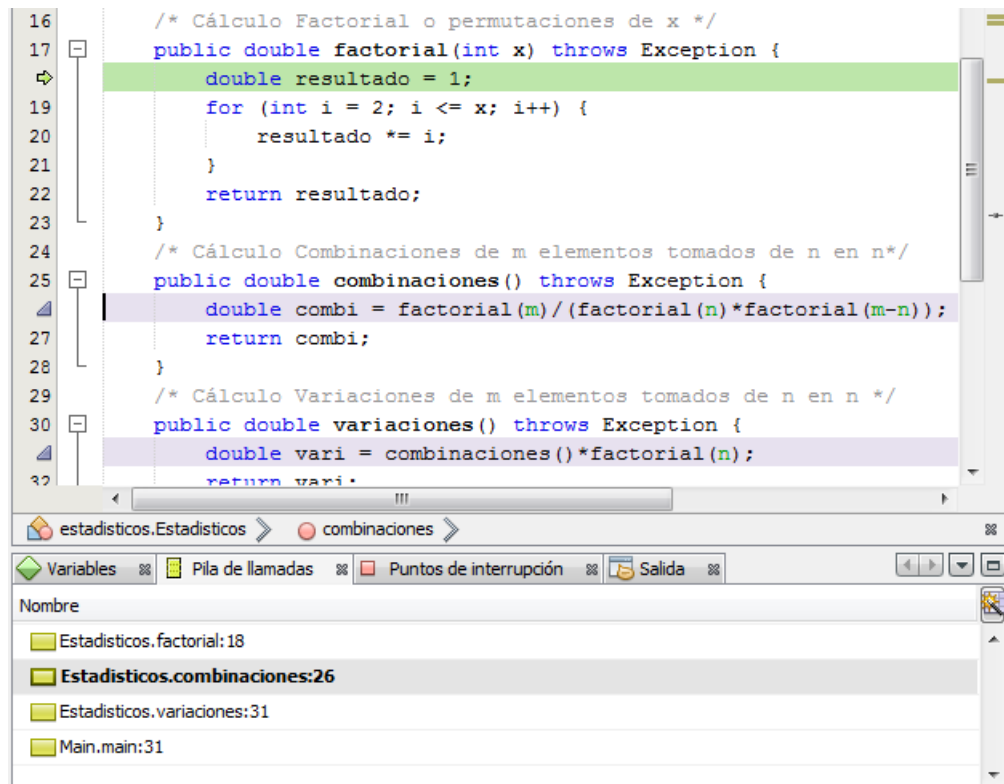 16 /* Cálculo Factorial o permutaciones de x */
17 public double factorial(int x) throws Exception {
double resultado = 1;
19 for (int i = 2; i <= x; i++) {
20 resultado *= i;
21 }
22 return resultado;
23 }
24 /* Cálculo Combinaciones de m elementos tomados de n en n*/
25 public double combinaciones() throws Exception {
double combi = factorial(m)/(factorial(n)*factorial(m-n));
27 return combi;
28 }
29 /* Cálculo Variaciones de m elementos tomados de n en n */
30 public double variaciones() throws Exception {
double vari = combinaciones()*factorial(n);
32 return vari;
estadisticos.Estadisticos combinaciones
Variables Pila de llamadas Puntos de interrupción Salida
Nombre
Estadisticos.factorial:18
Estadisticos.combinaciones:26
Estadisticos.variaciones:31
Main.main:31